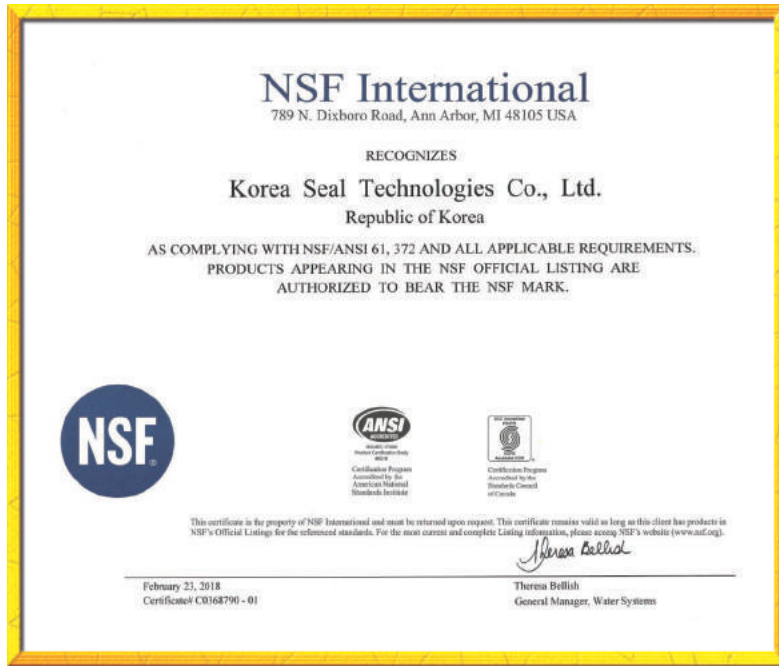 NSF International
789 N. Dixboro Road, Ann Arbor, MI 48105 USA
RECOGNIZES
Korea Seal Technologies Co., Ltd.
Republic of Korea
AS COMPLYING WITH NSF/ANSI 61, 372 AND ALL APPLICABLE REQUIREMENTS.
PRODUCTS APPEARING IN THE NSF OFFICIAL LISTING ARE
AUTHORIZED TO BEAR THE NSF MARK.
NSF®
ANSI
ACCREDITED
Product Certification Body
Certification Program
Accredited by the
American National
Standards Institute
Certification Program
Accredited by the
Standards Council
of Canada
This certificate is the property of NSF International and must be returned upon request. This certificate remains valid as long as this client has products in
NSF's Official Listings for the referenced standards. For the most current and complete Listing information, please access NSF's website (www.nsf.org).
Theresa Bellish
February 23, 2018
Certificate# C0368790 - 01
Theresa Bellish
General Manager, Water Systems